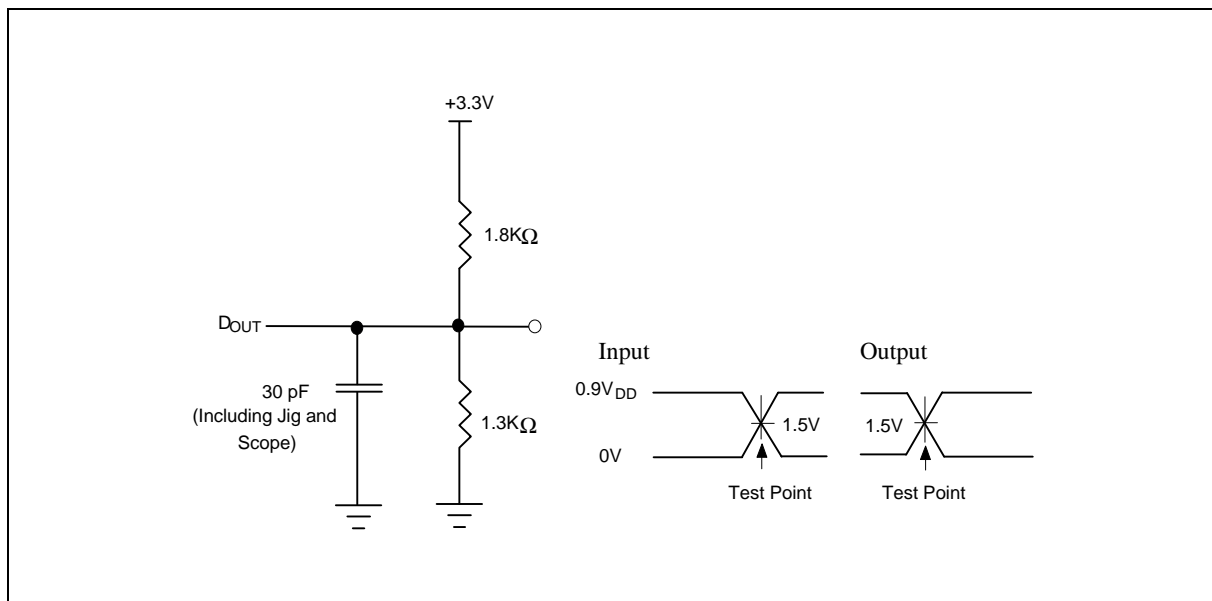 +3.3V
1.8KΩ
DOUT
30 pF
(Including Jig and
Scope)
1.3KΩ
Input
Output
0.9VDD
1.5V
1.5V
0V
Test Point
Test Point